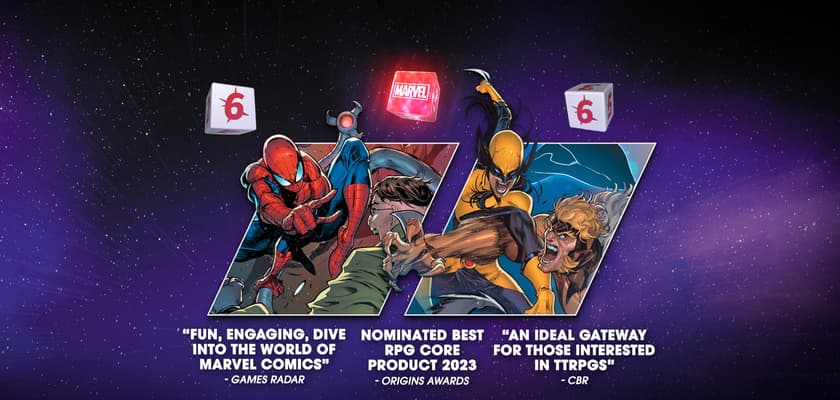 6
MARVEL
6
“FUN, ENGAGING, DIVE
INTO THE WORLD OF
MARVEL COMICS”
- GAMES RADAR
NOMINATED BEST
RPG CORE
PRODUCT 2023
- ORIGINS AWARDS
“AN IDEAL GATEWAY
FOR THOSE INTERESTED
IN TTRPGS”
- CBR